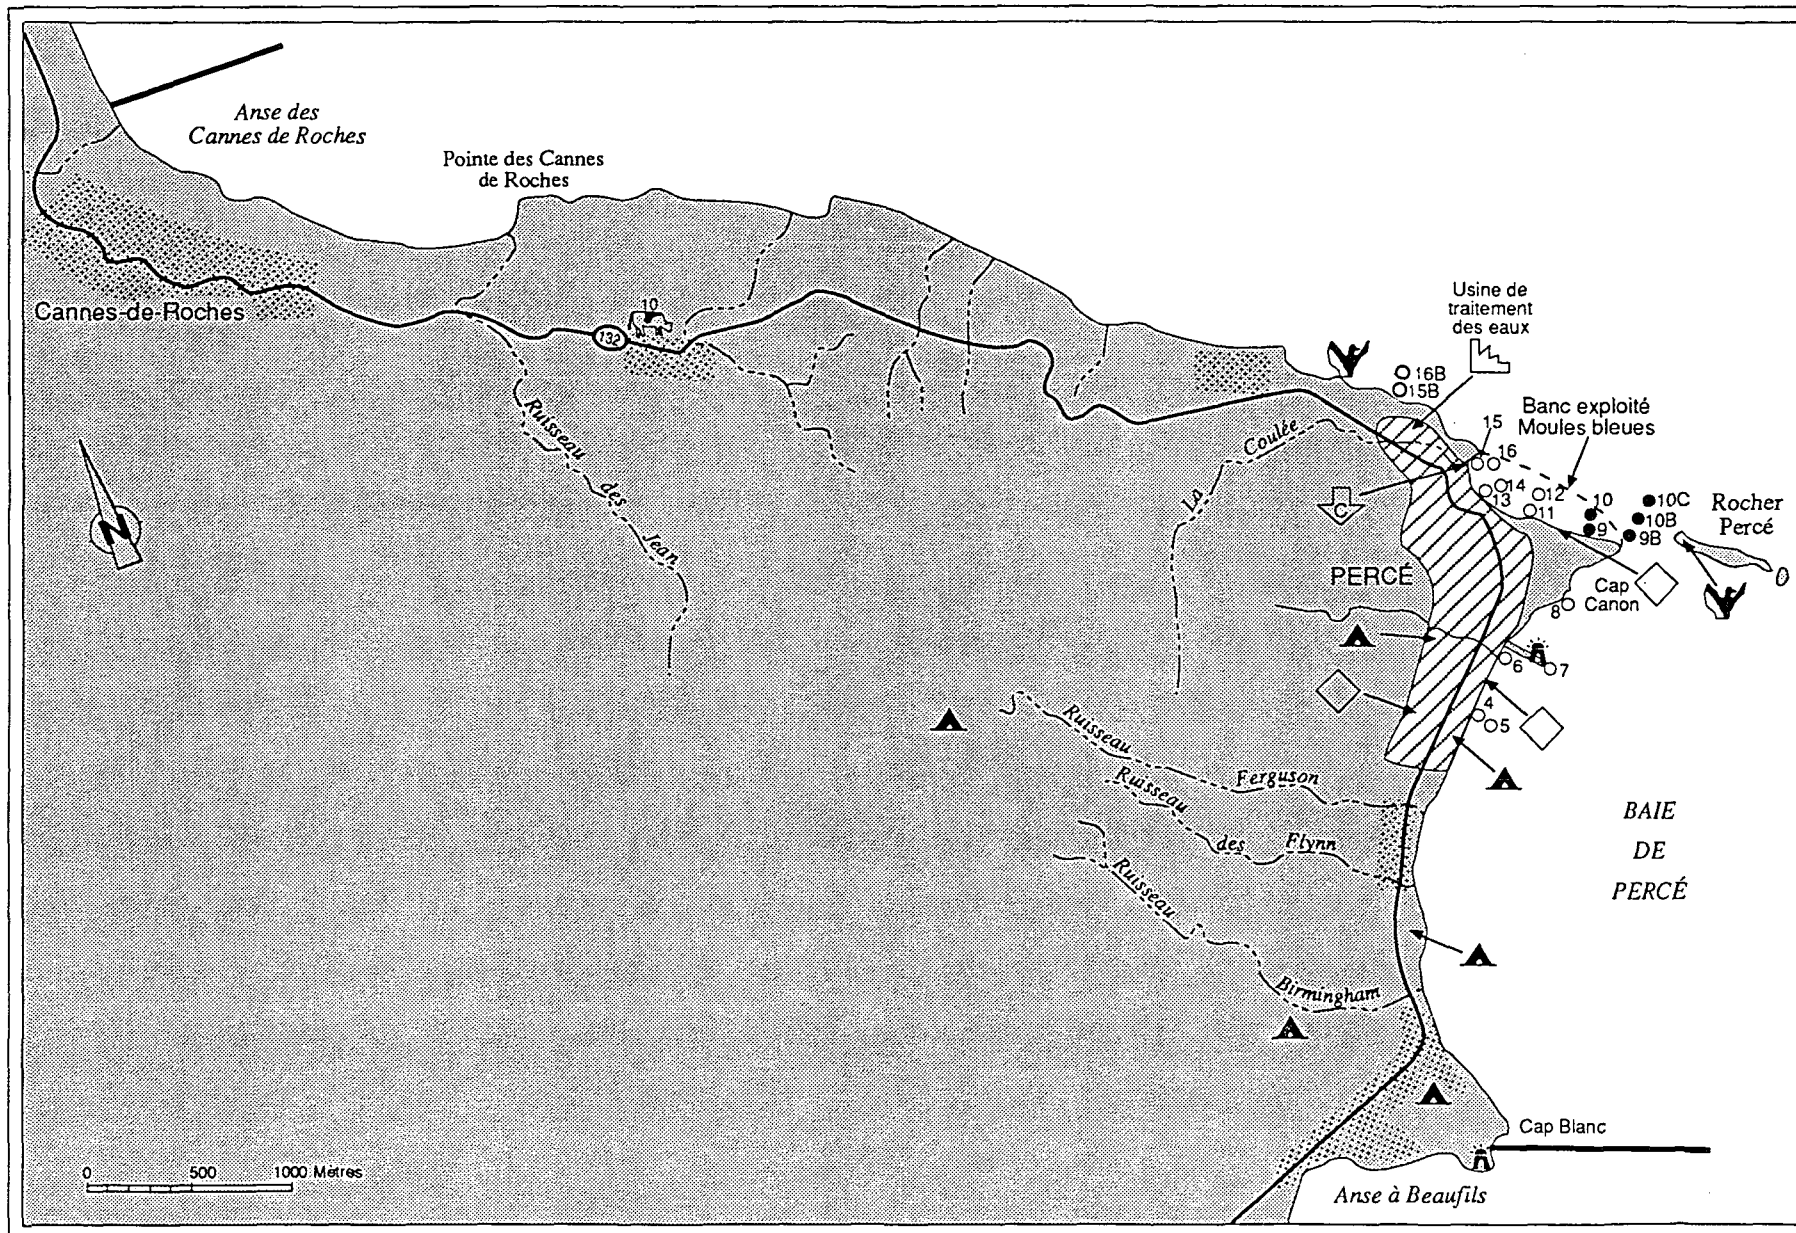 Anse des
Cannes de Roches
Pointe des Cannes
de Roches
Cannes-de-Roches
10
132
Usine de
traitement
des eaux
16B
15B
Banc exploité
Moules bleues
15
16
14
13
12
11
10
9
10C
10B
9B
Rocher
Percé
Ruisseau
des
Jean
La
Coulée
C
N
PERCÉ
Cap
Canon
8
6
7
4
5
Ruisseau
Ferguson
Ruisseau
des
Flynn
Ruisseau
Birmingham
BAIE
DE
PERCÉ
Cap Blanc
Anse à Beaufils
0
500
1000 Mètres